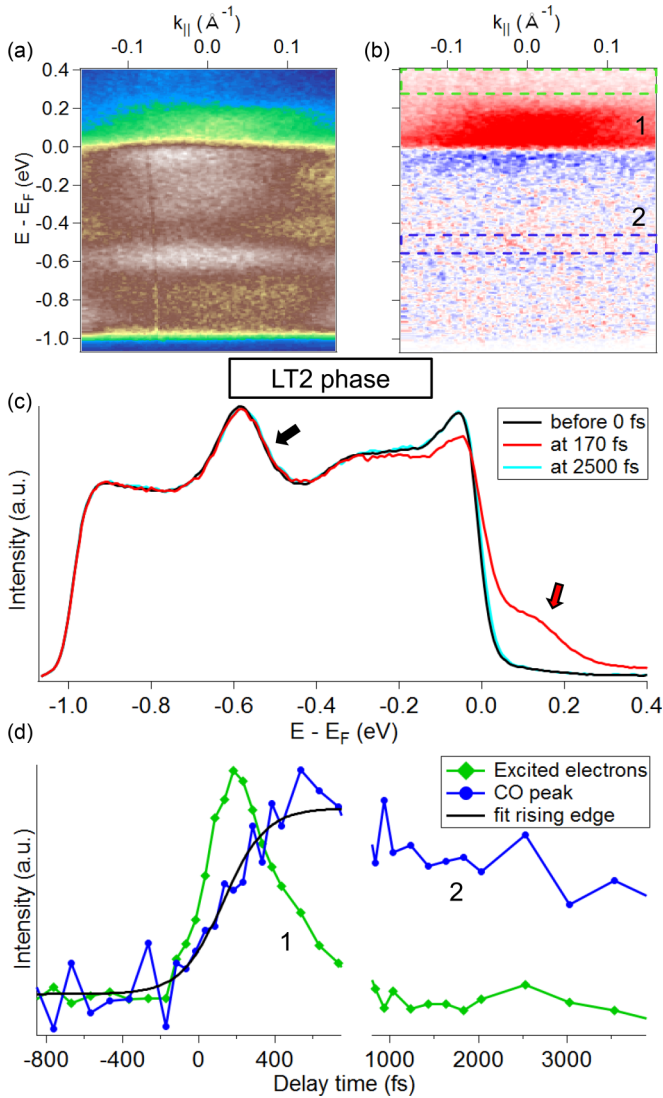 k|| (Å⁻¹) k|| (Å⁻¹)
(a) -0.1 0.0 0.1 (b) -0.1 0.0 0.1
0.4
0.2
0.0
-0.2
-0.4
-0.6
-0.8
-1.0
E - EF (eV)
1
2
LT2 phase
(c)
before 0 fs
at 170 fs
at 2500 fs
Intensity (a.u.)
-1.0 -0.8 -0.6 -0.4 -0.2 0.0 0.2 0.4
E - EF (eV)
(d)
Excited electrons
CO peak
fit rising edge
Intensity (a.u.)
1
2
-800 -400 0 400 1000 2000 3000
Delay time (fs)